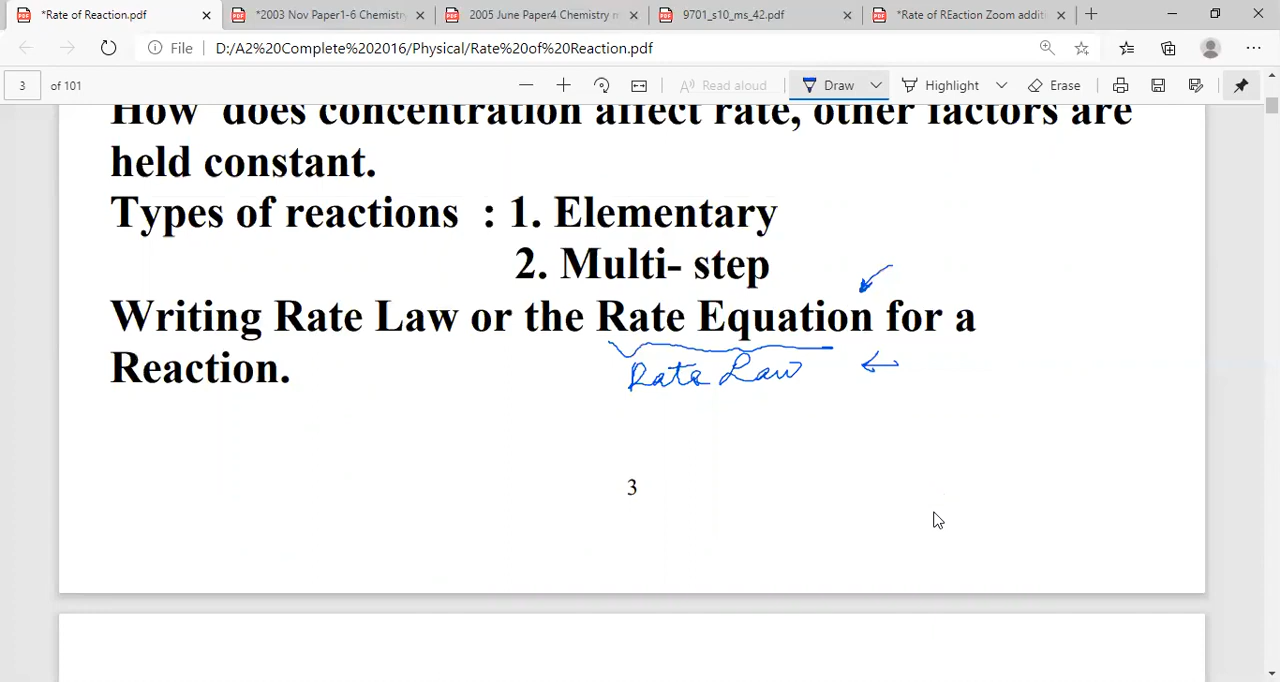 *Rate of Reaction.pdf
*2003 Nov Paper1-6 Chemistry
2005 June Paper4 Chemistry m
9701_s10_ms_42.pdf
*Rate of REaction Zoom additi
File D:/A2%20Complete%202016/Physical/Rate%20of%20Reaction.pdf
3 of 101 Read aloud Draw Highlight Erase
How does concentration affect rate, other factors are
held constant.
Types of reactions : 1. Elementary
2. Multi- step
Writing Rate Law or the Rate Equation for a
Reaction.
Rate Law
3